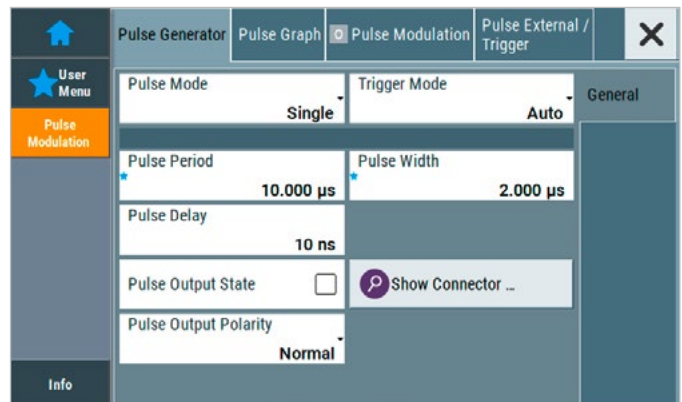 Pulse Generator
Pulse Graph
0 Pulse Modulation
Pulse External /
Trigger
User
Menu
Pulse
Modulation
Pulse Mode
Single
Trigger Mode
Auto
General
Pulse Period
10.000 µs
Pulse Width
2.000 µs
Pulse Delay
10 ns
Pulse Output State
Show Connector ...
Pulse Output Polarity
Normal
Info